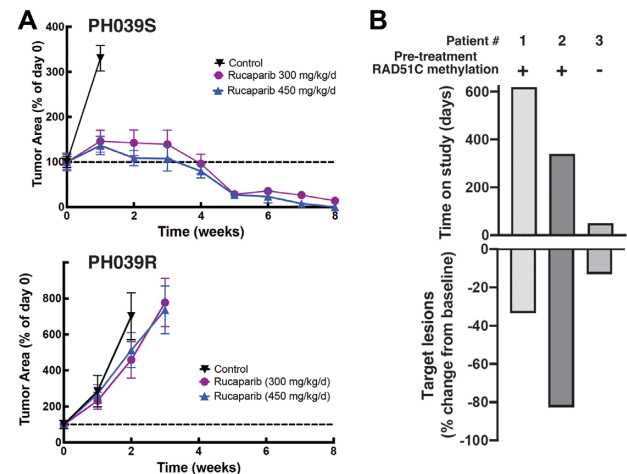 A
PH039S
Tumor Area (% of day 0)
400
300
200
100
0
Control
Rucaparib 300 mg/kg/d
Rucaparib 450 mg/kg/d
0 2 4 6 8
Time (weeks)
PH039R
Tumor Area (% of day 0)
800
600
400
200
0
Control
Rucaparib (300 mg/kg/d)
Rucaparib (450 mg/kg/d)
0 2 4 6 8
Time (weeks)
B
Patient # 1 2 3
Pre-treatment
RAD51C methylation + + -
Time on study (days)
600
400
200
0
Target lesions
(% change from baseline)
0
-20
-40
-60
-80
-100